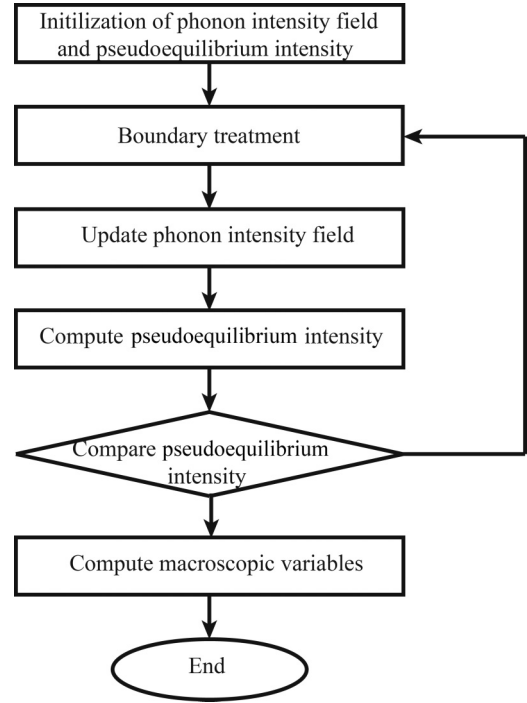 Initilization of phonon intensity field
and pseudoequilibrium intensity
Boundary treatment
Update phonon intensity field
Compute pseudoequilibrium intensity
Compare pseudoequilibrium
intensity
Compute macroscopic variables
End